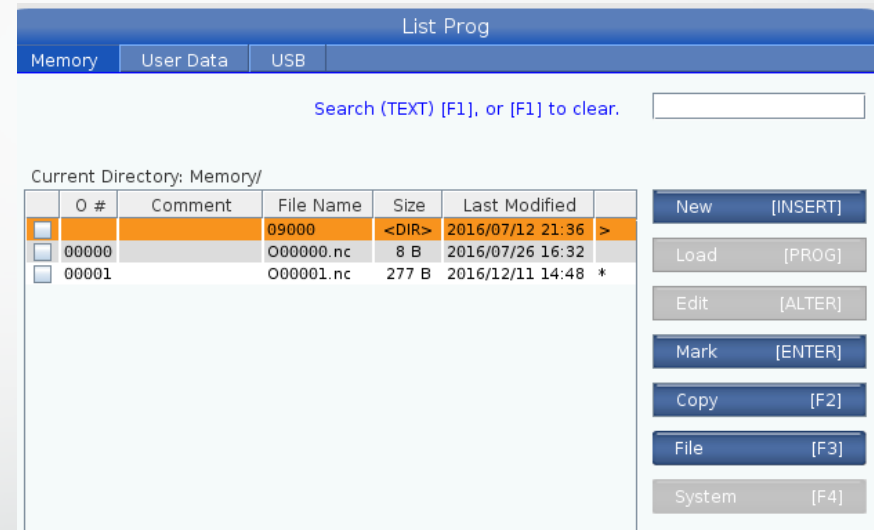 List Prog
Memory User Data USB
Search (TEXT) [F1], or [F1] to clear.
Current Directory: Memory/
O # Comment File Name Size Last Modified
09000 <DIR> 2016/07/12 21:36 >
00000 O00000.nc 8 B 2016/07/26 16:32
00001 O00001.nc 277 B 2016/12/11 14:48 *
New [INSERT]
Load [PROG]
Edit [ALTER]
Mark [ENTER]
Copy [F2]
File [F3]
System [F4]